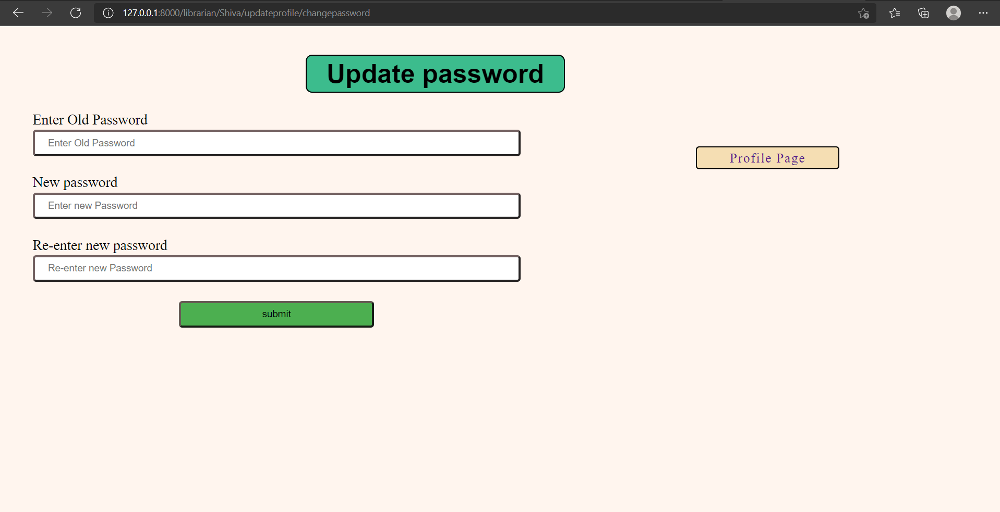 127.0.0.1:8000/librarian/Shiva/updateprofile/changepassword
Update password
Enter Old Password
Enter Old Password
Profile Page
New password
Enter new Password
Re-enter new password
Re-enter new Password
submit